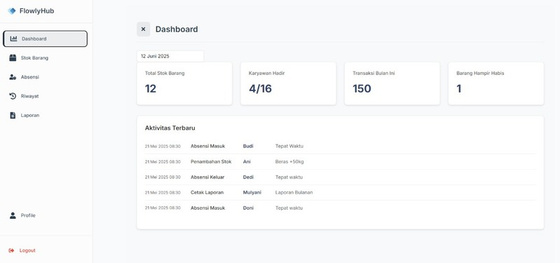 FlowlyHub
Dashboard
Stok Barang
Absensi
Riwayat
Laporan
Profile
Logout
Dashboard
12 Juni 2025
Total Stok Barang
12
Karyawan Hadir
4/16
Transaksi Bulan Ini
150
Barang Hampir Habis
1
Aktivitas Terbaru
21 Mei 2025 08:30 Absensi Masuk Budi Tepat Waktu
21 Mei 2025 08:30 Penambahan Stok Ani Beras +50kg
21 Mei 2025 08:30 Absensi Keluar Dedi Tepat waktu
21 Mei 2025 08:30 Cetak Laporan Mulyani Laporan Bulanan
21 Mei 2025 08:30 Absensi Masuk Doni Tepat waktu